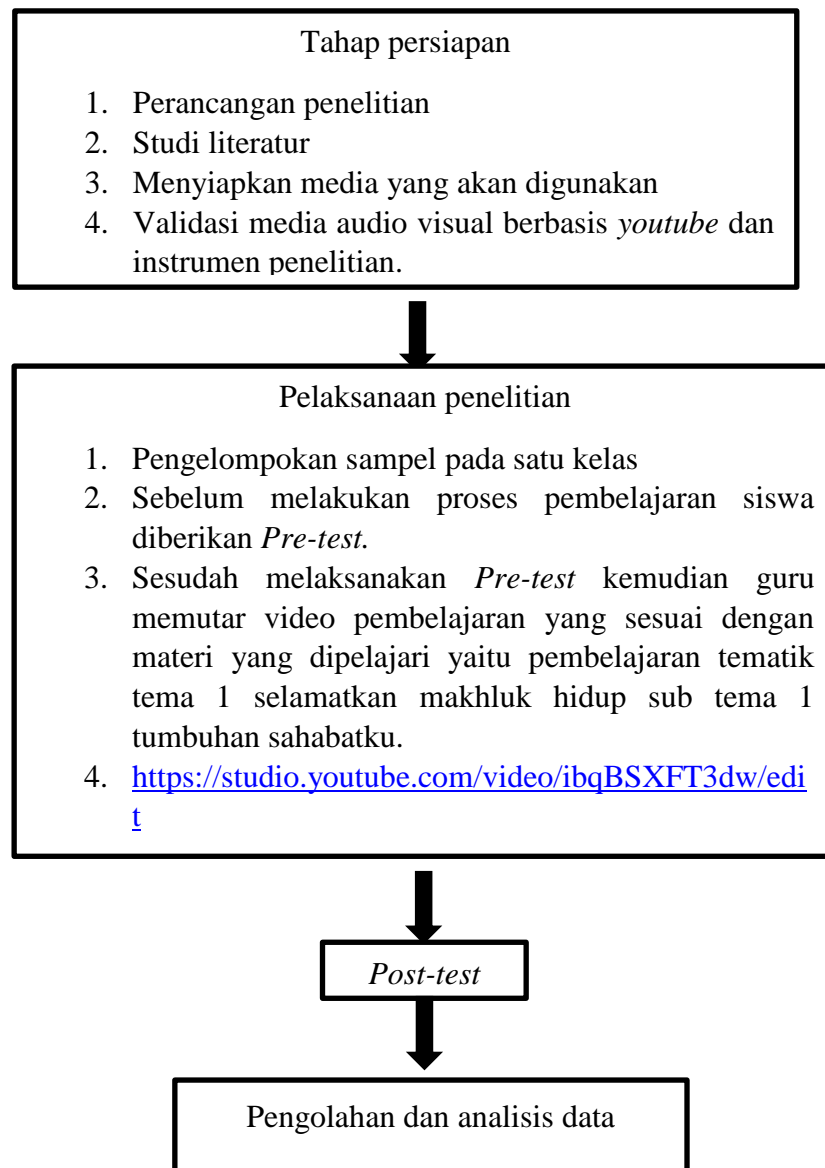 Tahap persiapan
1. Perancangan penelitian
2. Studi literatur
3. Menyiapkan media yang akan digunakan
4. Validasi media audio visual berbasis youtube dan
instrumen penelitian.
Pelaksanaan penelitian
1. Pengelompokan sampel pada satu kelas
2. Sebelum melakukan proses pembelajaran siswa
diberikan Pre-test.
3. Sesudah melaksanakan Pre-test kemudian guru
memutar video pembelajaran yang sesuai dengan
materi yang dipelajari yaitu pembelajaran tematik
tema 1 selamatkan makhluk hidup sub tema 1
tumbuhan sahabatku.
4. https://studio.youtube.com/video/ibqBSXFT3dw/edi
t
Post-test
Pengolahan dan analisis data